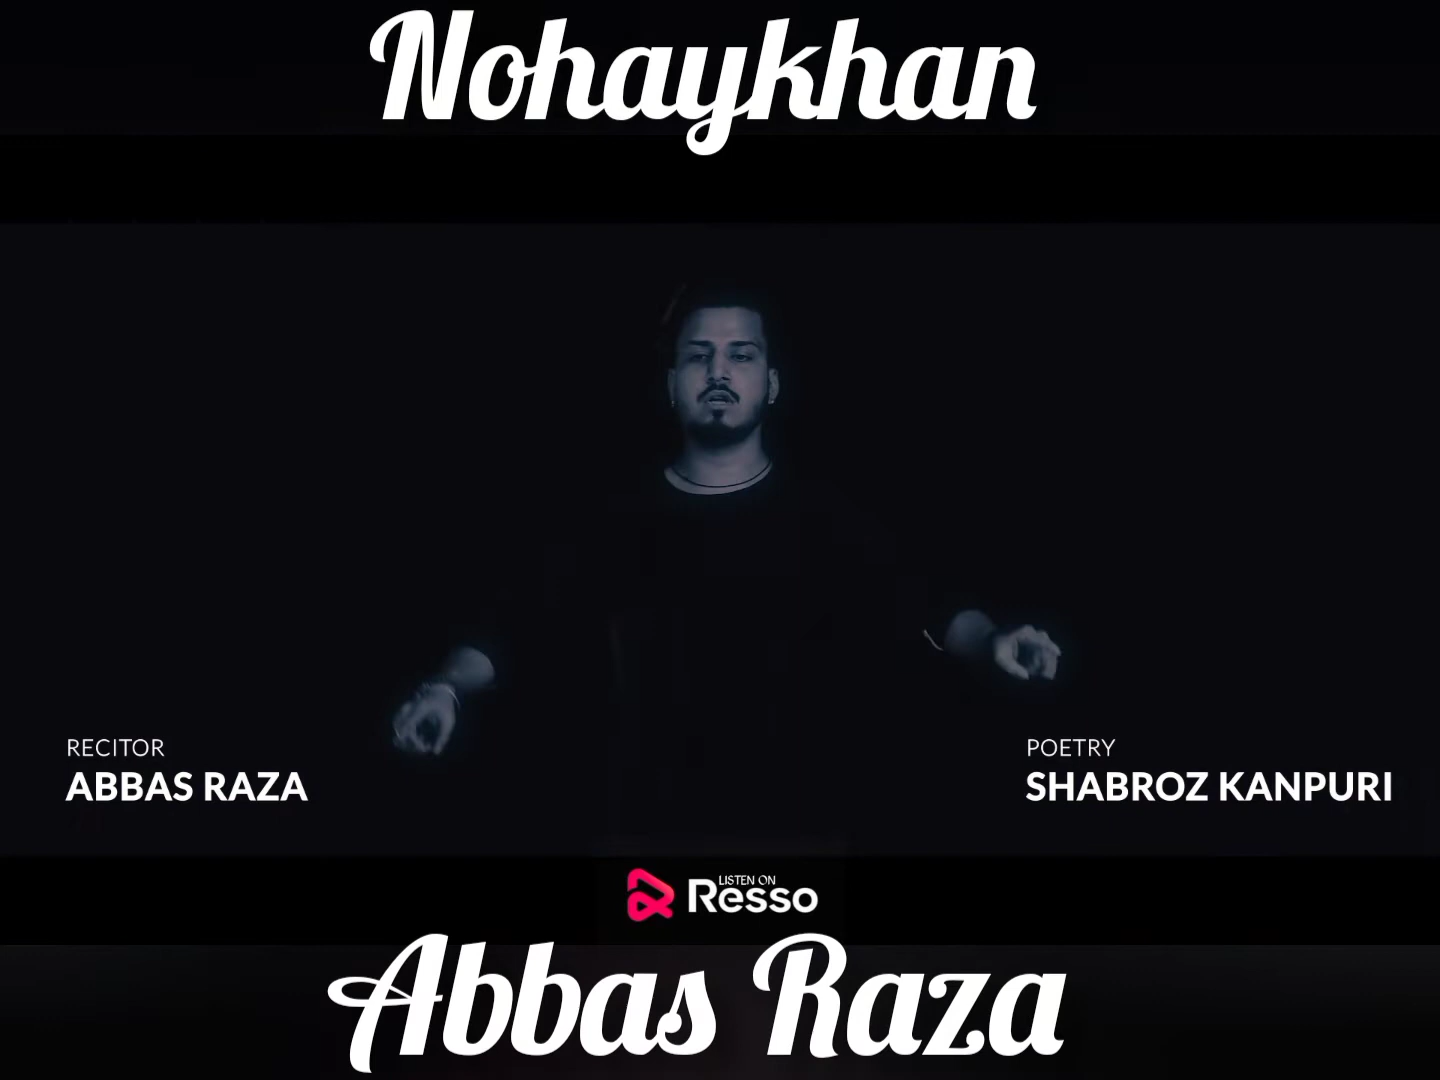 Nohaykhan
RECITOR
ABBAS RAZA
POETRY
SHABROZ KANPURI
LISTEN ON
Resso
Abbas Raza